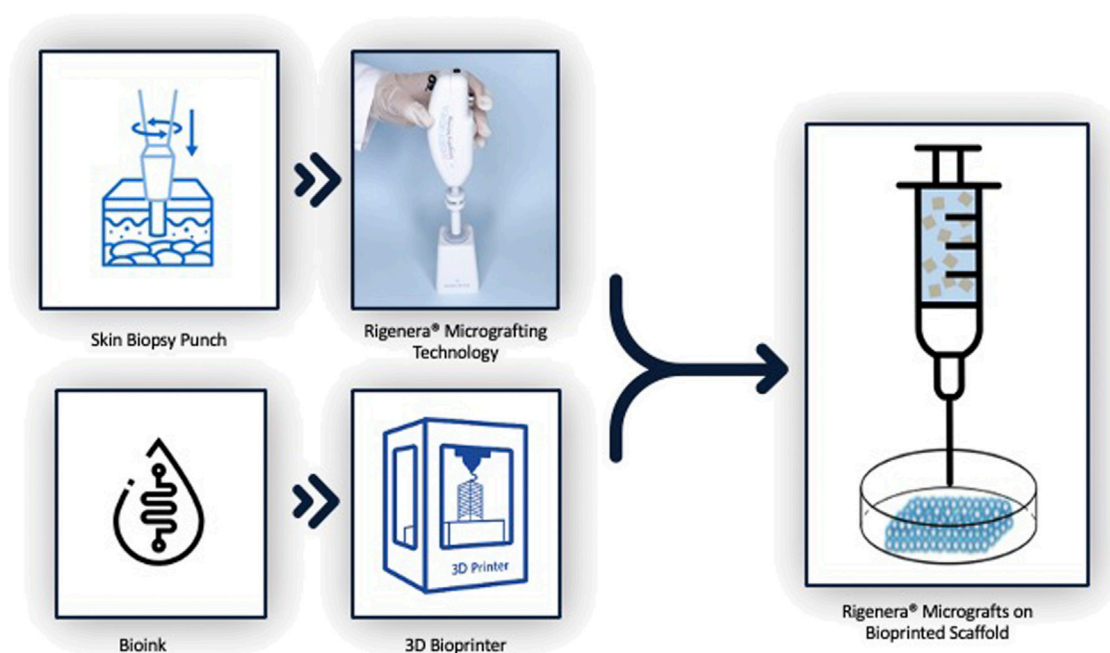 Skin Biopsy Punch
Rigenera® Micrografting
Technology
3D Printer
Bioink
3D Bioprinter
Rigenera® Micrografts on
Bioprinted Scaffold